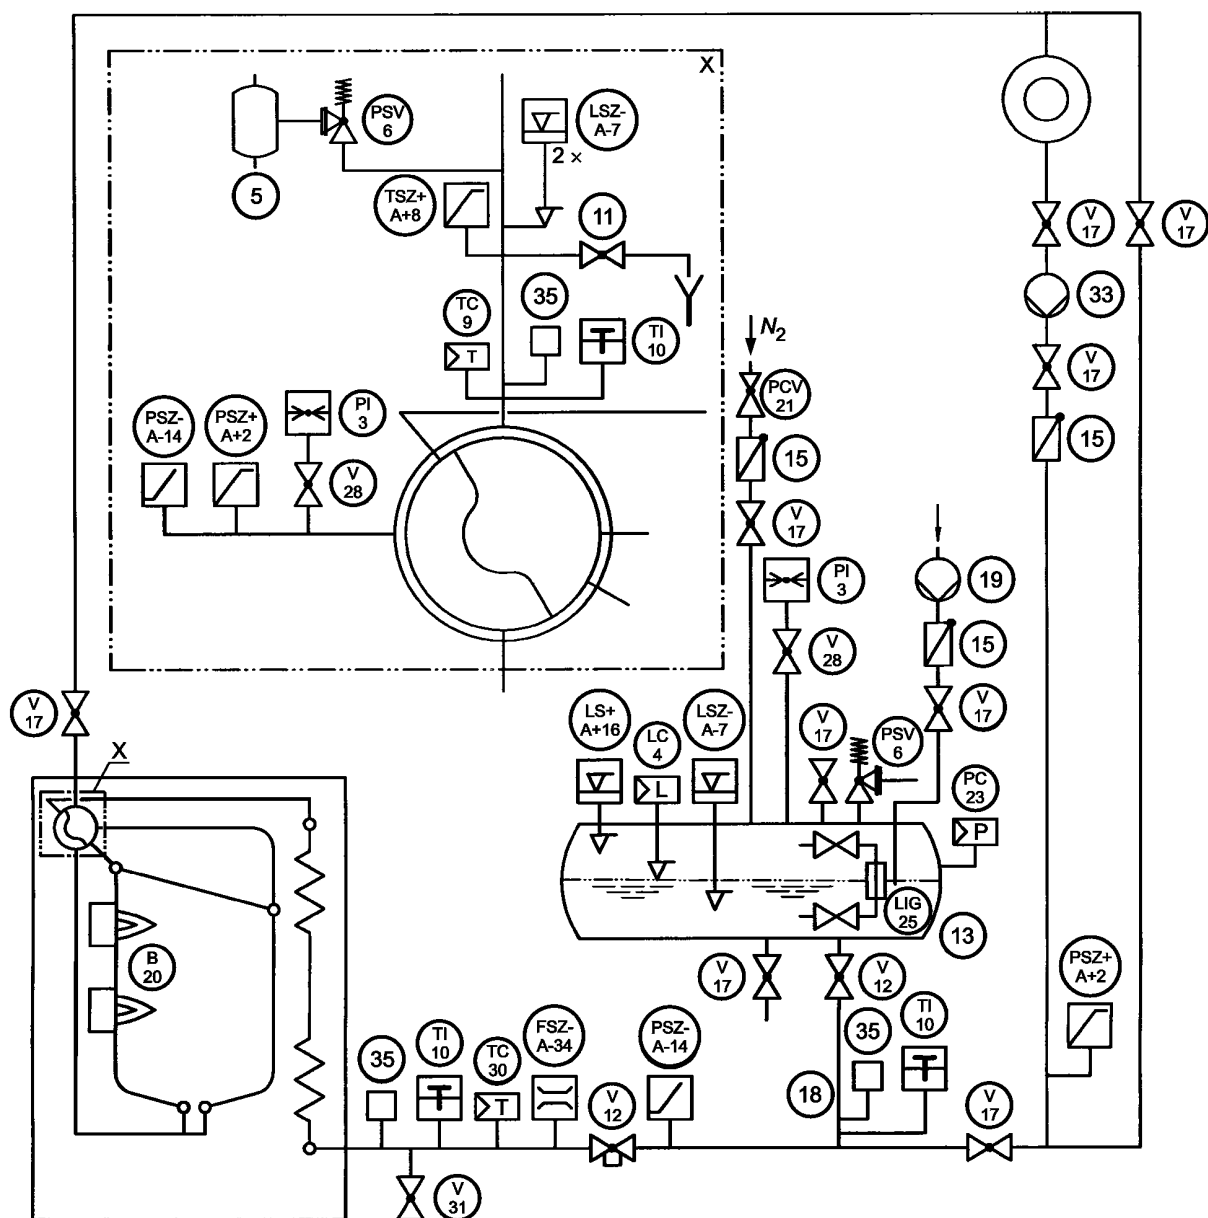 X
PSV
6
LSZ-
A-7
2 ×
5
TSZ+
A+8
11
V
17
V
17
TC
9
35
TI
10
33
N2
PSZ-
A-14
PSZ+
A+2
PI
3
V
28
PCV
21
15
V
17
15
V
17
PI
3
19
V
28
15
V
17
V
17
LS+
A+16
LC
4
LSZ-
A-7
V
17
PSV
6
PC
23
X
T
T
L
P
LIG
25
13
B
20
V
17
V
12
PSZ+
A+2
35
TI
10
TC
30
FSZ-
A-34
V
12
PSZ-
A-14
18
35
TI
10
V
17
T
T
T
V
31